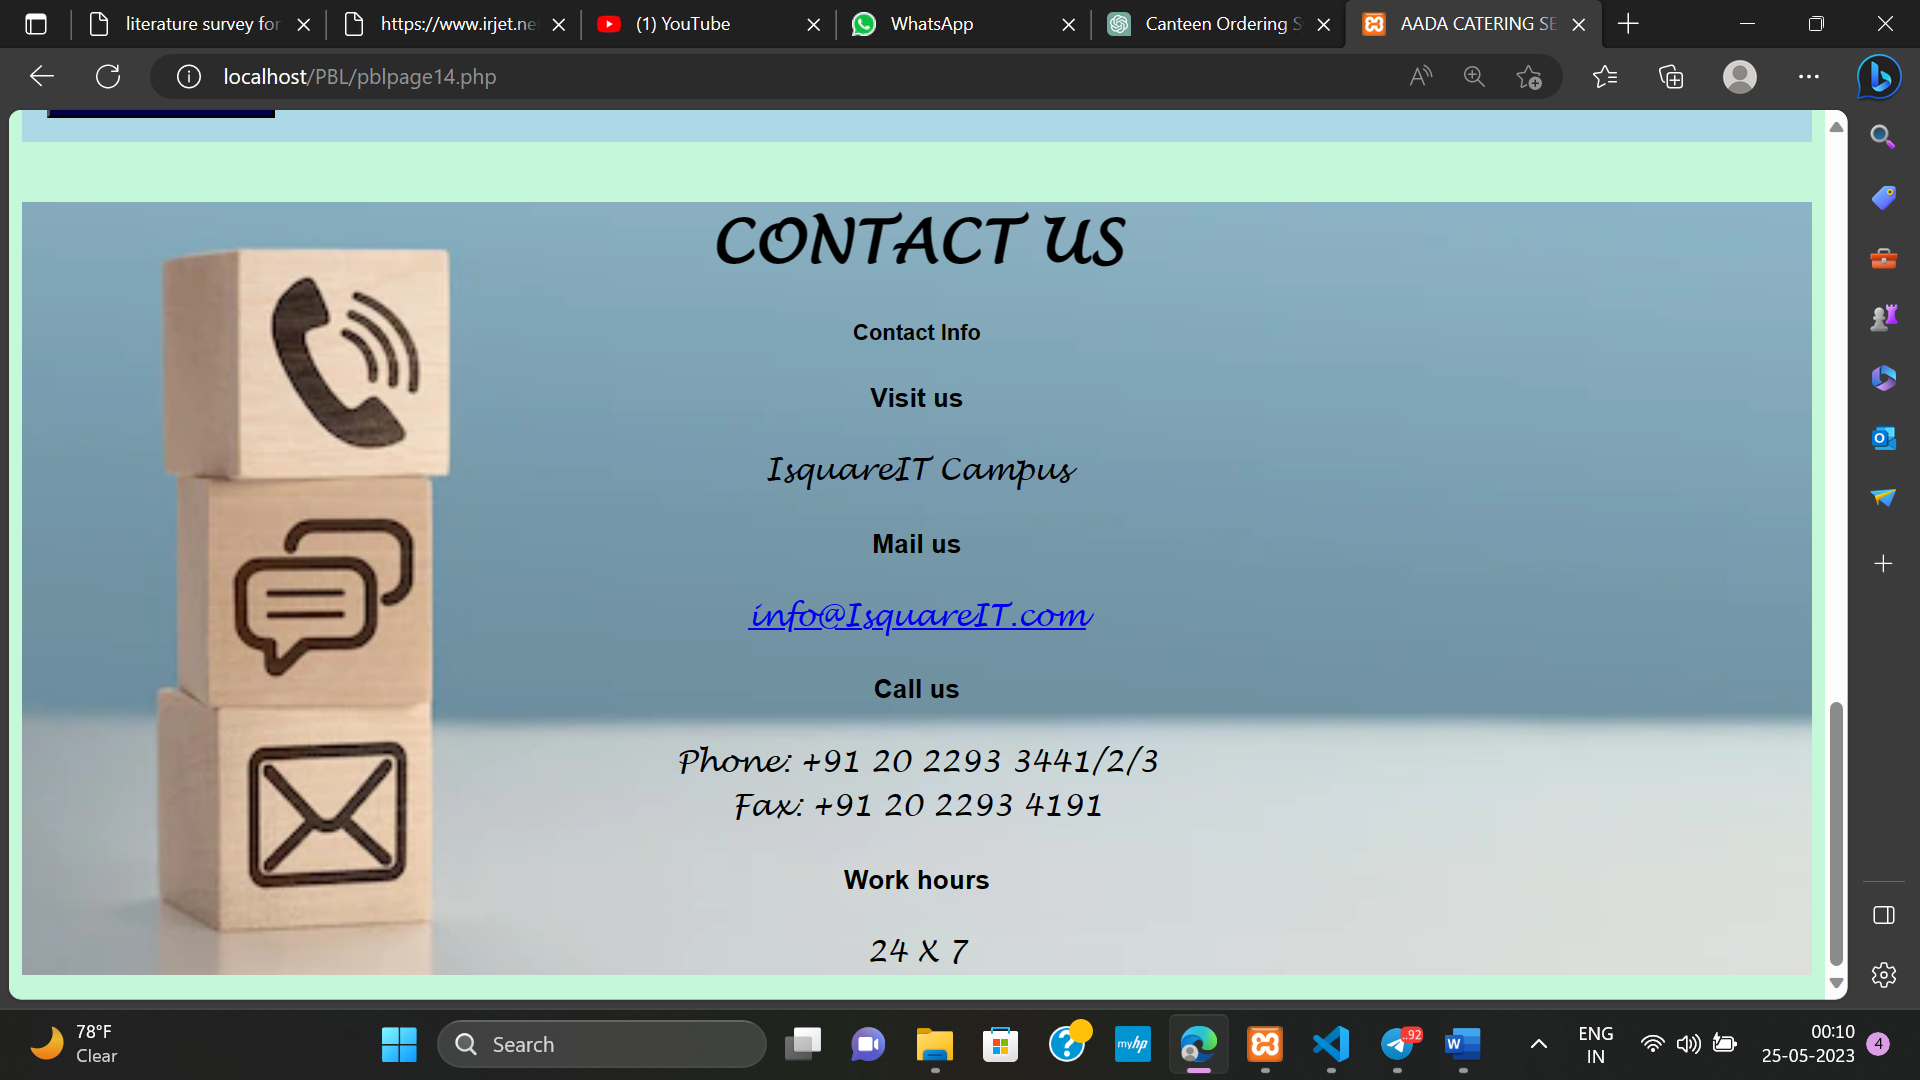 literature survey for
https://www.irjet.ne
(1) YouTube
WhatsApp
Canteen Ordering S
AADA CATERING SE
localhost/PBL/pblpage14.php
CONTACT US
Contact Info
Visit us
IsquareIT Campus
Mail us
info@IsquareIT.com
Call us
Phone: +91 20 2293 3441/2/3
Fax: +91 20 2293 4191
Work hours
24 X 7
78°F
Clear
Search
myhp
..92
W
ENG
IN
00:10
25-05-2023
4